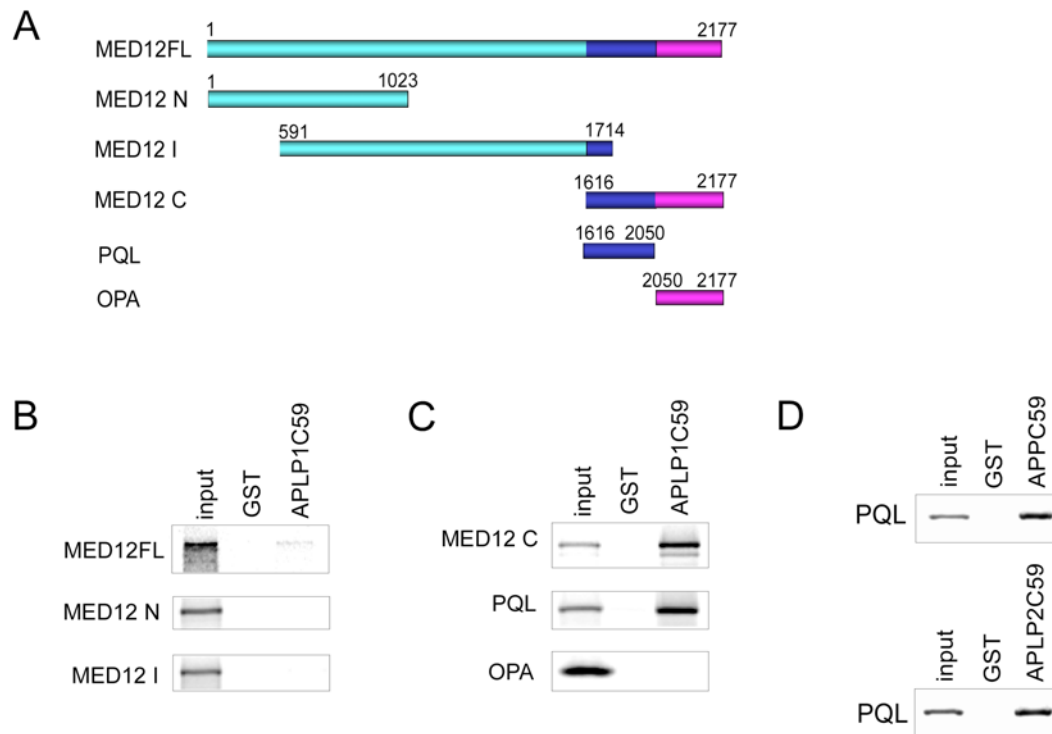 A
1 2177
MED12FL
1 1023
MED12 N
591 1714
MED12 I
1616 2177
MED12 C
1616 2050
PQL
2050 2177
OPA
B
input GST APLP1C59
MED12FL
MED12 N
MED12 I
C
input GST APLP1C59
MED12 C
PQL
OPA
D
input GST APPC59
PQL
input GST APLP2C59
PQL